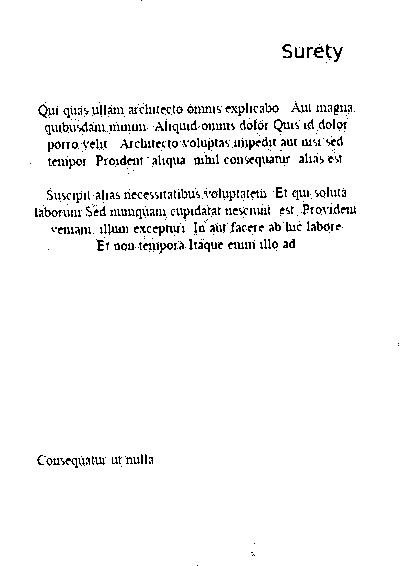 Surety
Qui quas ullam architecto omnis explicabo Aut magna
quibusdam minim Aliquid omnis dolor Quis id dolor
porro velit Architecto voluptas impedit aut nisi sed
tempor Proident aliqua nihil consequatur alias est
Suscipit alias necessitatibus voluptatem Et qui soluta
laborum Sed numquam cupidatat nesciunt est Provident
veniam illum excepturi In aut facere ab hic labore
Et non tempora Itaque enim illo ad
Consequatur ut nulla